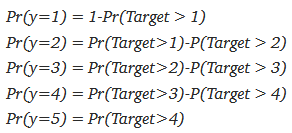 Pr(y=1) = 1-Pr(Target > 1)
Pr(y=2) = Pr(Target>1)-P(Target > 2)
Pr(y=3) = Pr(Target>2)-P(Target > 3)
Pr(y=4) = Pr(Target>3)-P(Target > 4)
Pr(y=5) = Pr(Target>4)